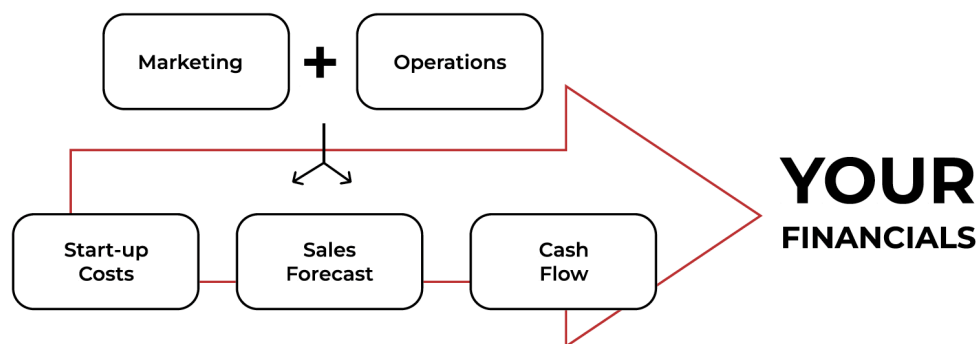 Marketing
+
Operations
Start-up
Costs
Sales
Forecast
Cash
Flow
YOUR
FINANCIALS